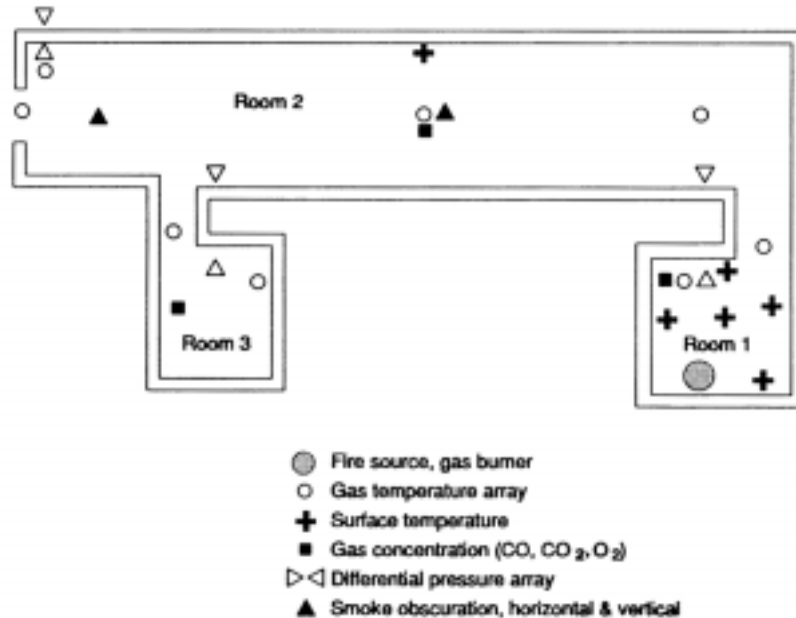 Room 2
Room 3
Room 1
Fire source, gas burner
Gas temperature array
Surface temperature
Gas concentration (CO, CO₂, O₂)
Differential pressure array
Smoke obscuration, horizontal & vertical